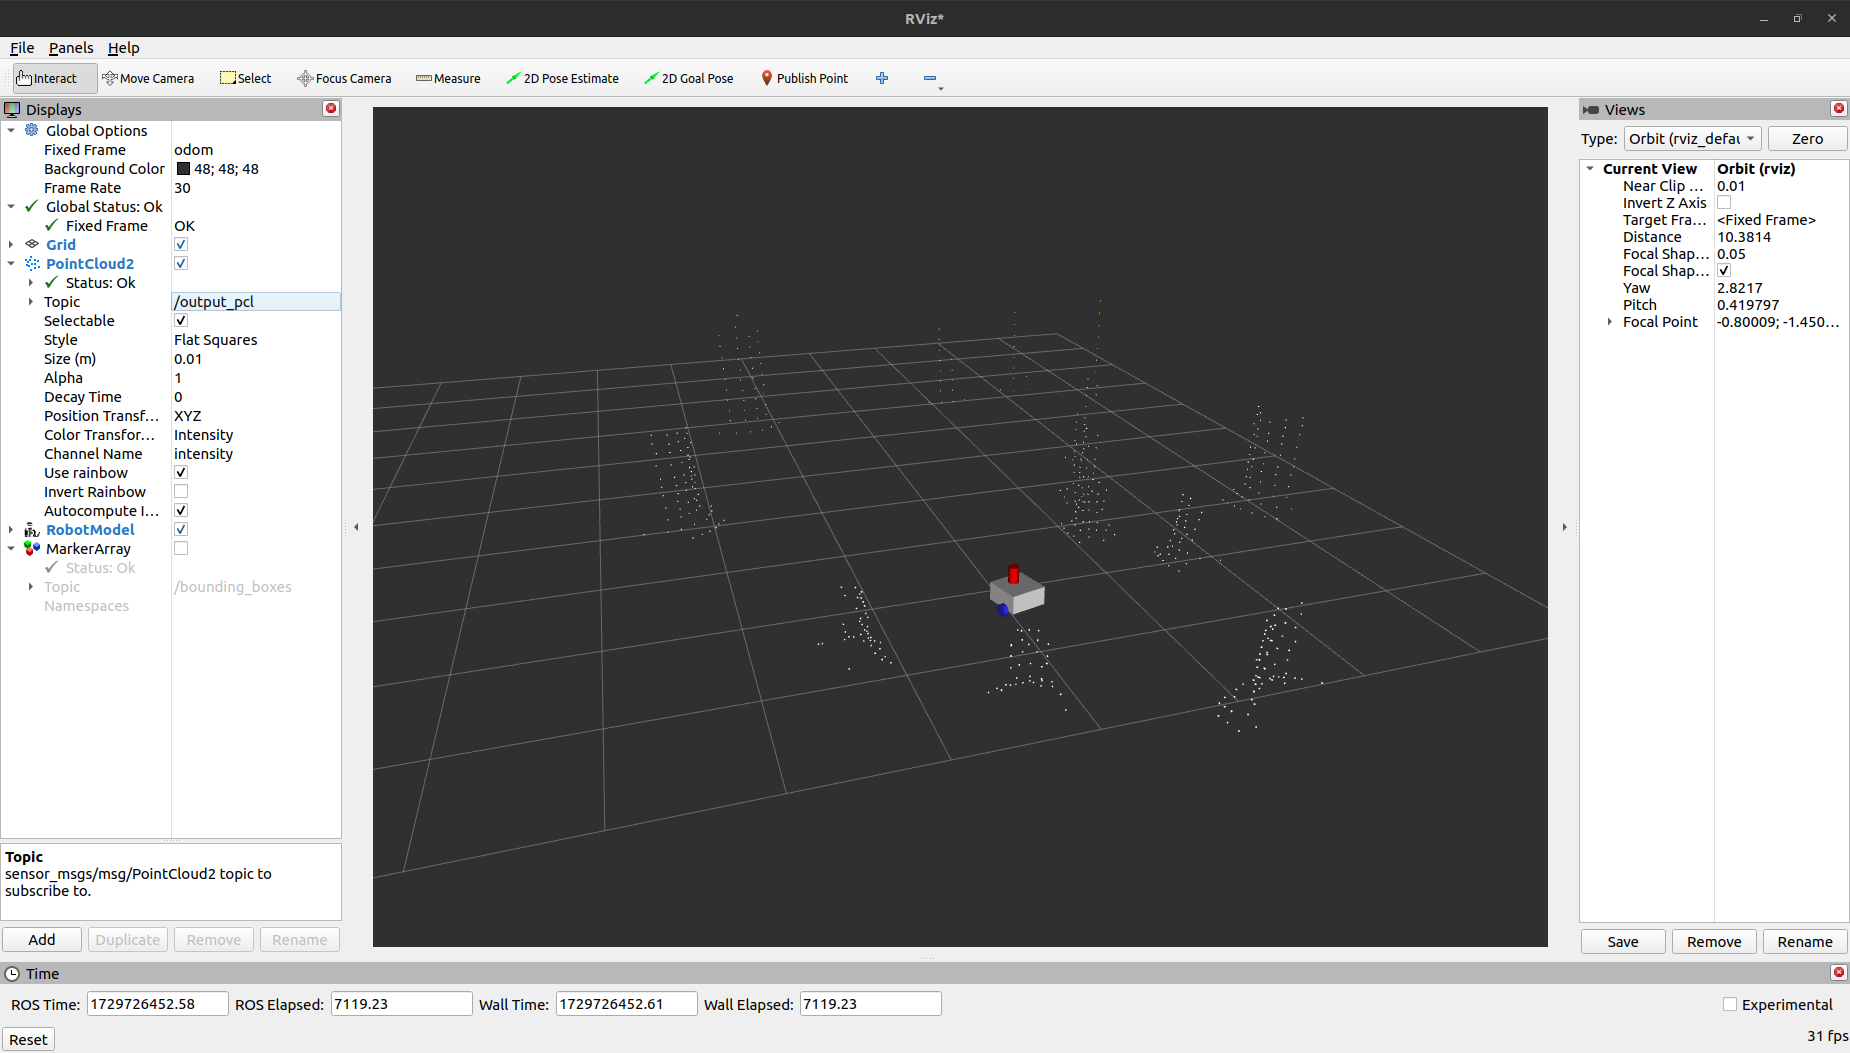 RViz*
File Panels Help
Interact Move Camera Select Focus Camera Measure 2D Pose Estimate 2D Goal Pose Publish Point
Displays
Global Options
Fixed Frame odom
Background Color 48; 48; 48
Frame Rate 30
Global Status: Ok
Fixed Frame OK
Grid
PointCloud2
Status: Ok
Topic /output_pcl
Selectable
Style Flat Squares
Size (m) 0.01
Alpha 1
Decay Time 0
Position Transf... XYZ
Color Transfor... Intensity
Channel Name intensity
Use rainbow
Invert Rainbow
Autocompute I...
RobotModel
MarkerArray
Status: Ok
Topic /bounding_boxes
Namespaces
Topic
sensor_msgs/msg/PointCloud2 topic to
subscribe to.
Add Duplicate Remove Rename
Views
Type: Orbit (rviz_defau Zero
Current View Orbit (rviz)
Near Clip ... 0.01
Invert Z Axis
Target Fra... <Fixed Frame>
Distance 10.3814
Focal Shap... 0.05
Focal Shap...
Yaw 2.8217
Pitch 0.419797
Focal Point -0.80009; -1.450...
Save Remove Rename
Time
ROS Time: 1729726452.58 ROS Elapsed: 7119.23 Wall Time: 1729726452.61 Wall Elapsed: 7119.23 Experimental
Reset 31 fps